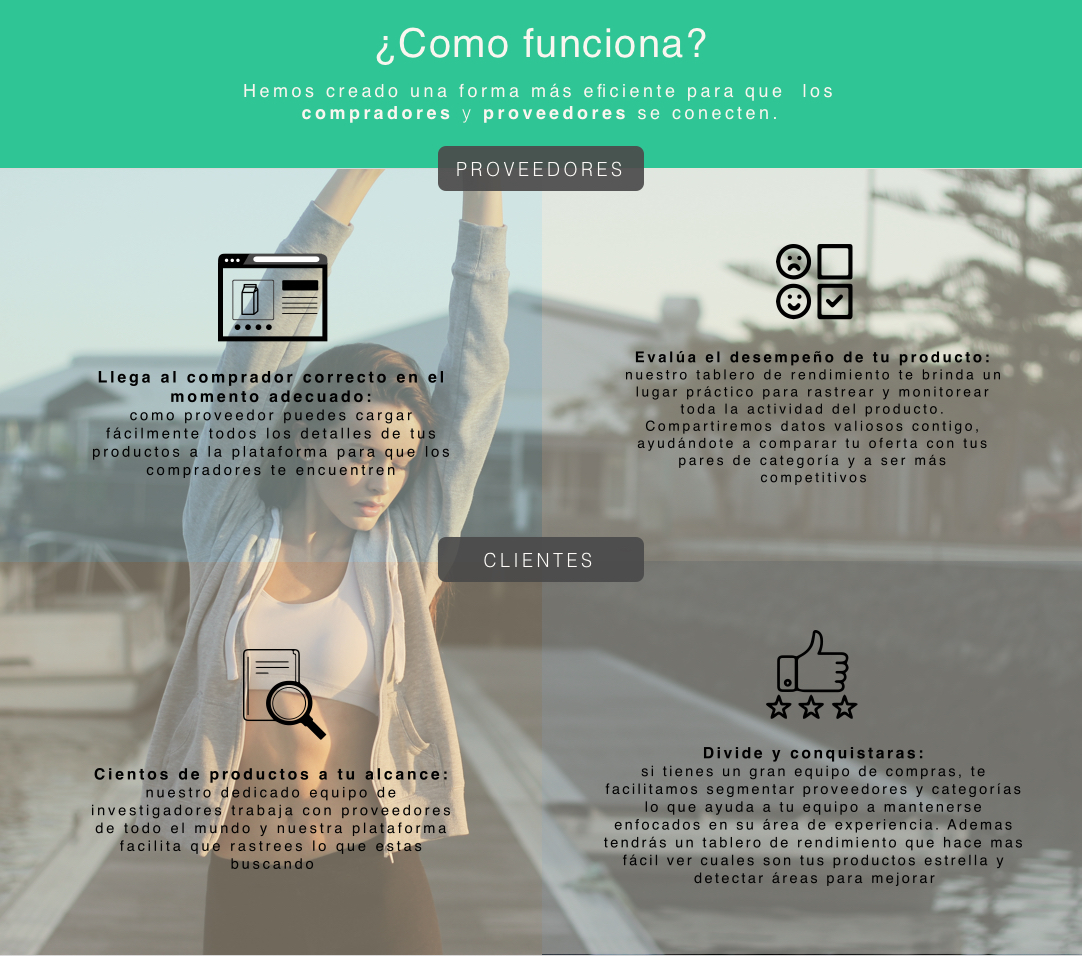 ¿Como funciona?
Hemos creado una forma más eficiente para que los
compradores y proveedores se conecten.
PROVEEDORES
Llega al comprador correcto en el
momento adecuado:
como proveedor puedes cargar
fácilmente todos los detalles de tus
productos a la plataforma para que los
compradores te encuentren
Evalúa el desempeño de tu producto:
nuestro tablero de rendimiento te brinda un
lugar práctico para rastrear y monitorear
toda la actividad del producto.
Compartiremos datos valiosos contigo,
ayudándote a comparar tu oferta con tus
pares de categoría y a ser más
competitivos
CLIENTES
Cientos de productos a tu alcance:
nuestro dedicado equipo de
investigadores trabaja con proveedores
de todo el mundo y nuestra plataforma
facilita que rastrees lo que estas
buscando
Divide y conquistaras:
si tienes un gran equipo de compras, te
facilitamos segmentar proveedores y categorías
lo que ayuda a tu equipo a mantenerse
enfocados en su área de experiencia. Ademas
tendrás un tablero de rendimiento que hace mas
fácil ver cuales son tus productos estrella y
detectar áreas para mejorar